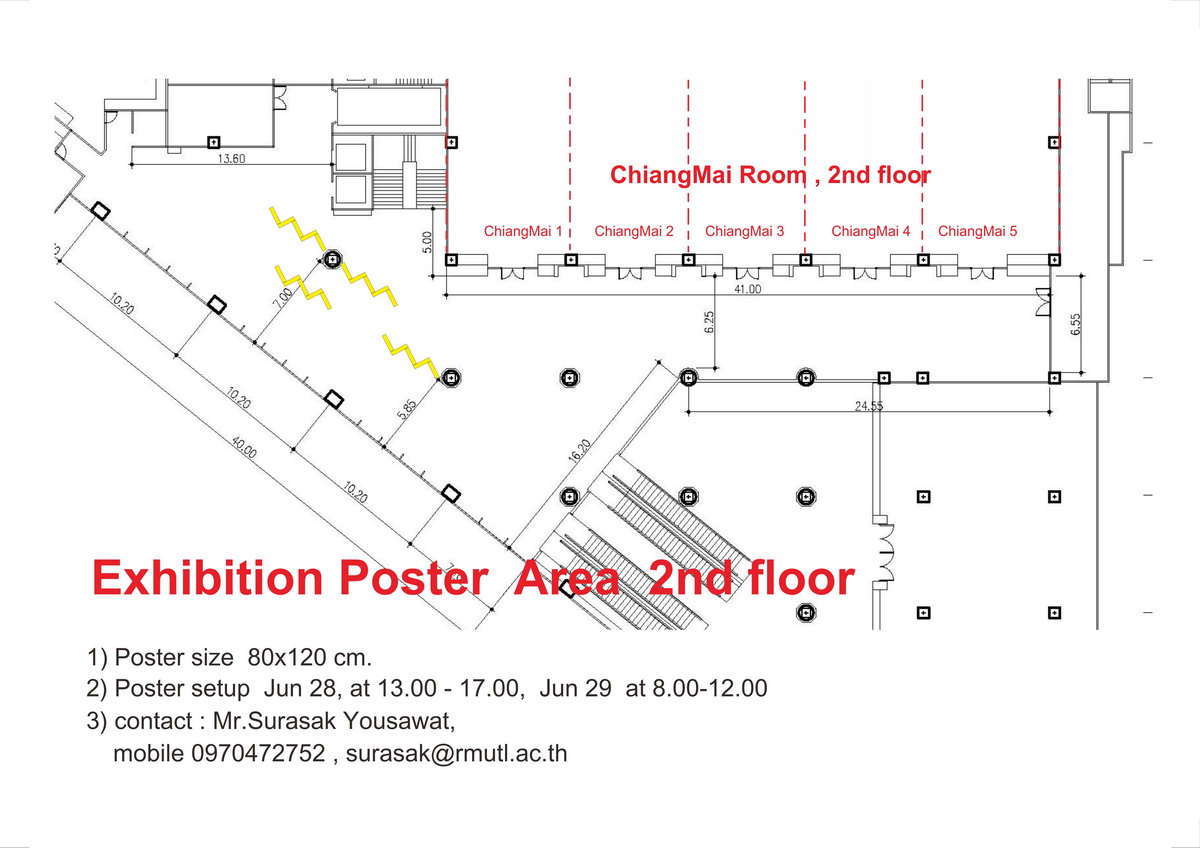 13.60
ChiangMai Room , 2nd floor
ChiangMai 1
ChiangMai 2
ChiangMai 3
ChiangMai 4
ChiangMai 5
5.00
41.00
7.00
10.20
6.25
6.55
10.20
5.85
24.55
40.00
16.20
10.20
Exhibition Poster Area 2nd floor
1) Poster size 80x120 cm.
2) Poster setup Jun 28, at 13.00 - 17.00, Jun 29 at 8.00-12.00
3) contact : Mr.Surasak Yousawat,
mobile 0970472752 , surasak@rmutl.ac.th